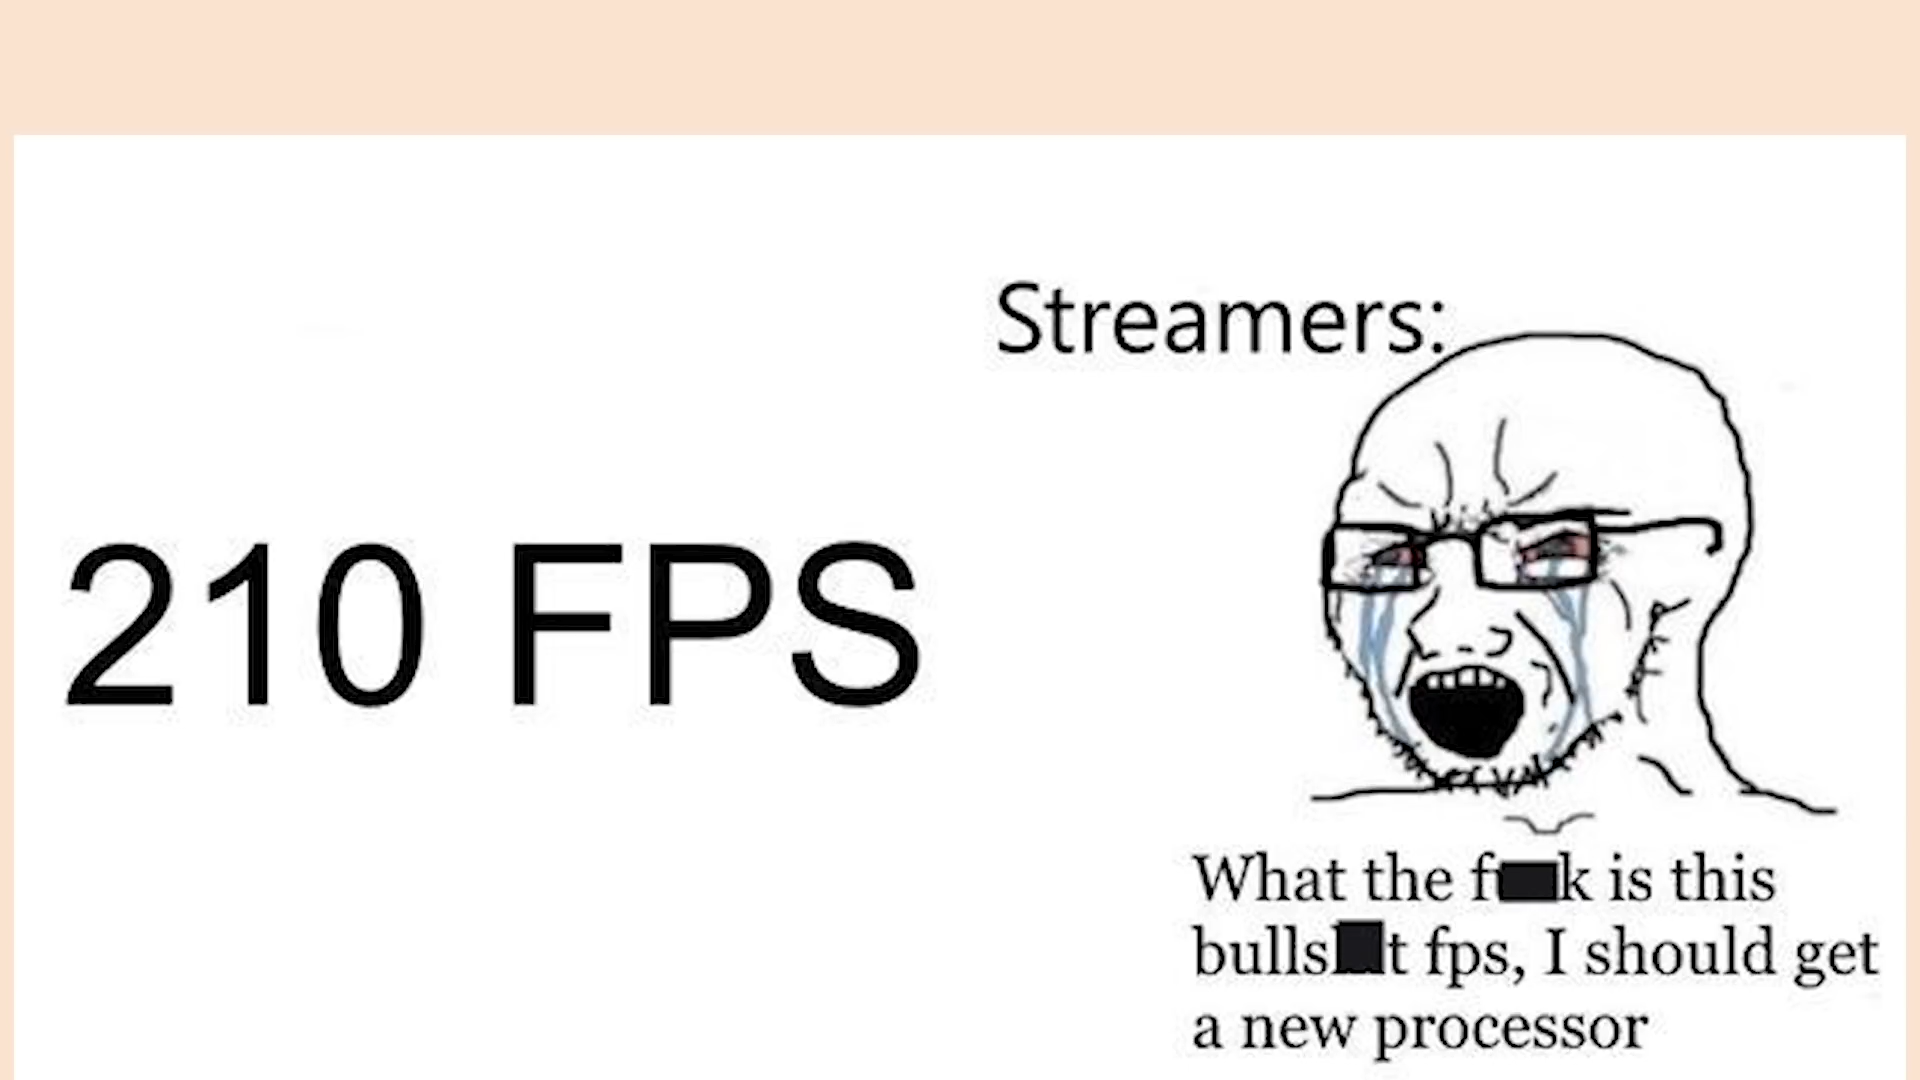 Streamers:
210 FPS
What the f k is this
bulls t fps, I should get
a new processor